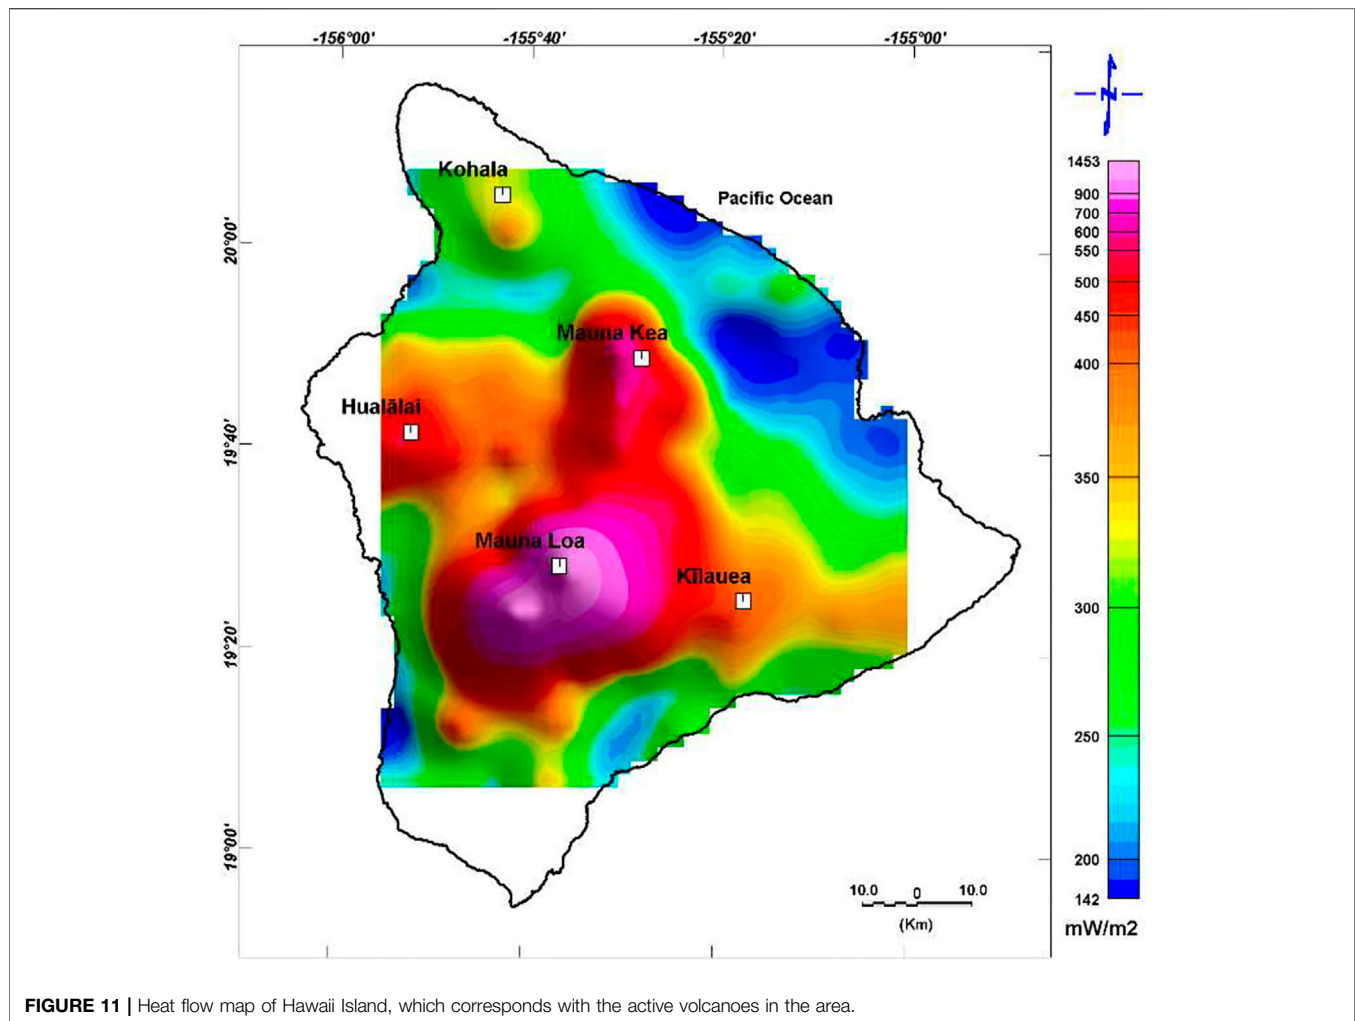 -156°00'
-155°40'
-155°20'
-155°00'
N
Kohala
Pacific Ocean
20°00'
Mauna Kea
Hualālai
19°40'
Mauna Loa
Kīlauea
19°20'
19°00'
1453
900
700
600
550
500
450
400
350
300
250
200
142
mW/m2
10.0 0 10.0
(Km)
FIGURE 11 | Heat flow map of Hawaii Island, which corresponds with the active volcanoes in the area.